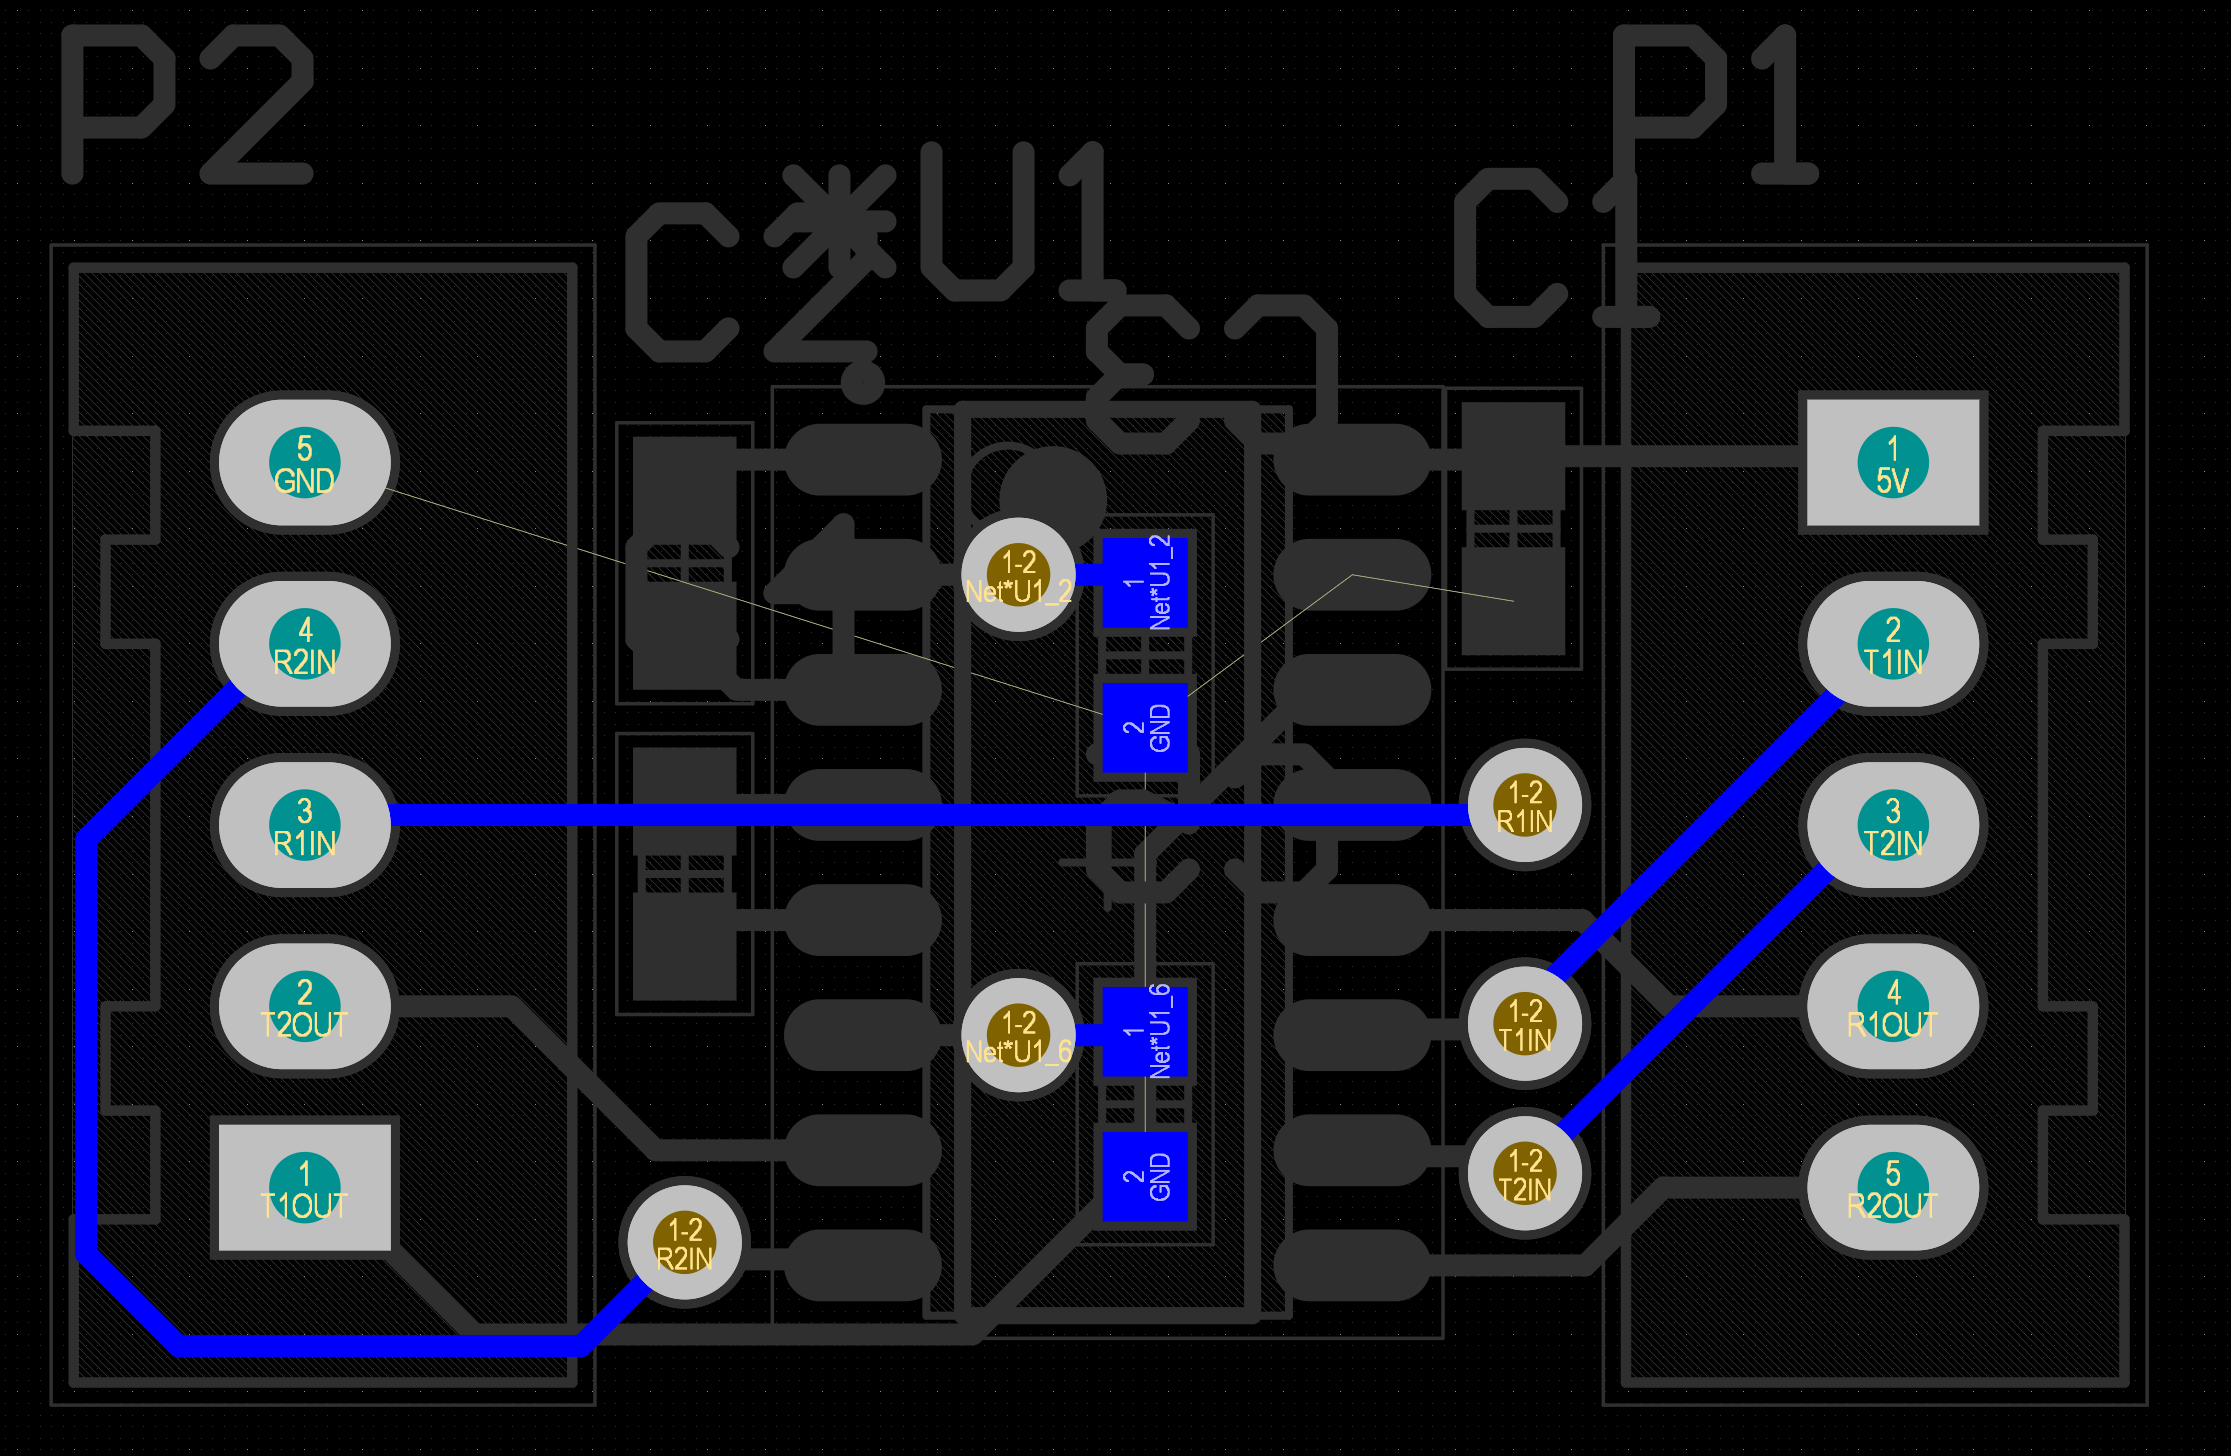 P2
P1
C2
*
U1
C1
C3
5
GND
1
5V
1-2
Net*U1_2
1
Net*U1_2
4
R2IN
2
T1IN
2
GND
3
R1IN
1-2
R1IN
3
T2IN
2
T2OUT
1-2
Net*U1_6
1
Net*U1_6
1-2
T1IN
4
R1OUT
1
T1OUT
2
GND
1-2
T2IN
5
R2OUT
1-2
R2IN